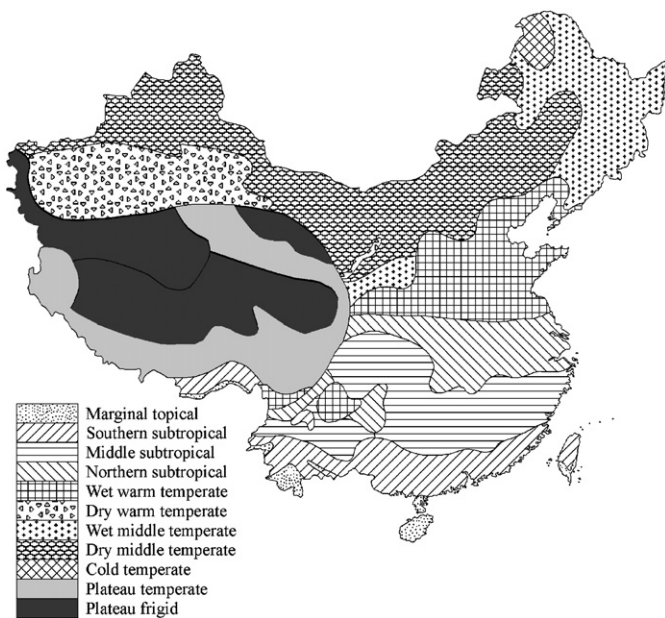 Marginal topical
Southern subtropical
Middle subtropical
Northern subtropical
Wet warm temperate
Dry warm temperate
Wet middle temperate
Dry middle temperate
Cold temperate
Plateau temperate
Plateau frigid